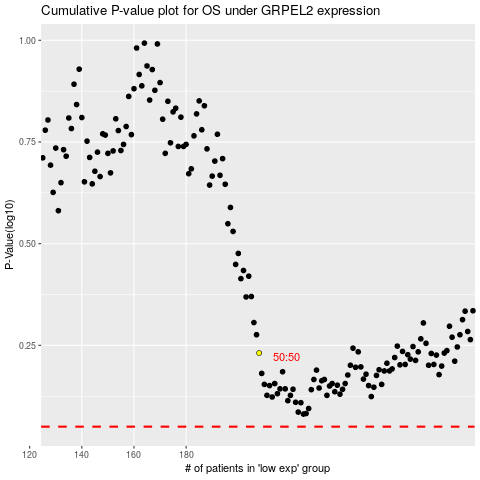 Cumulative P-value plot for OS under GRPEL2 expression
P-Value(log10)
1.00
0.75
0.50
0.25
50:50
120 140 160 180
# of patients in 'low exp' group